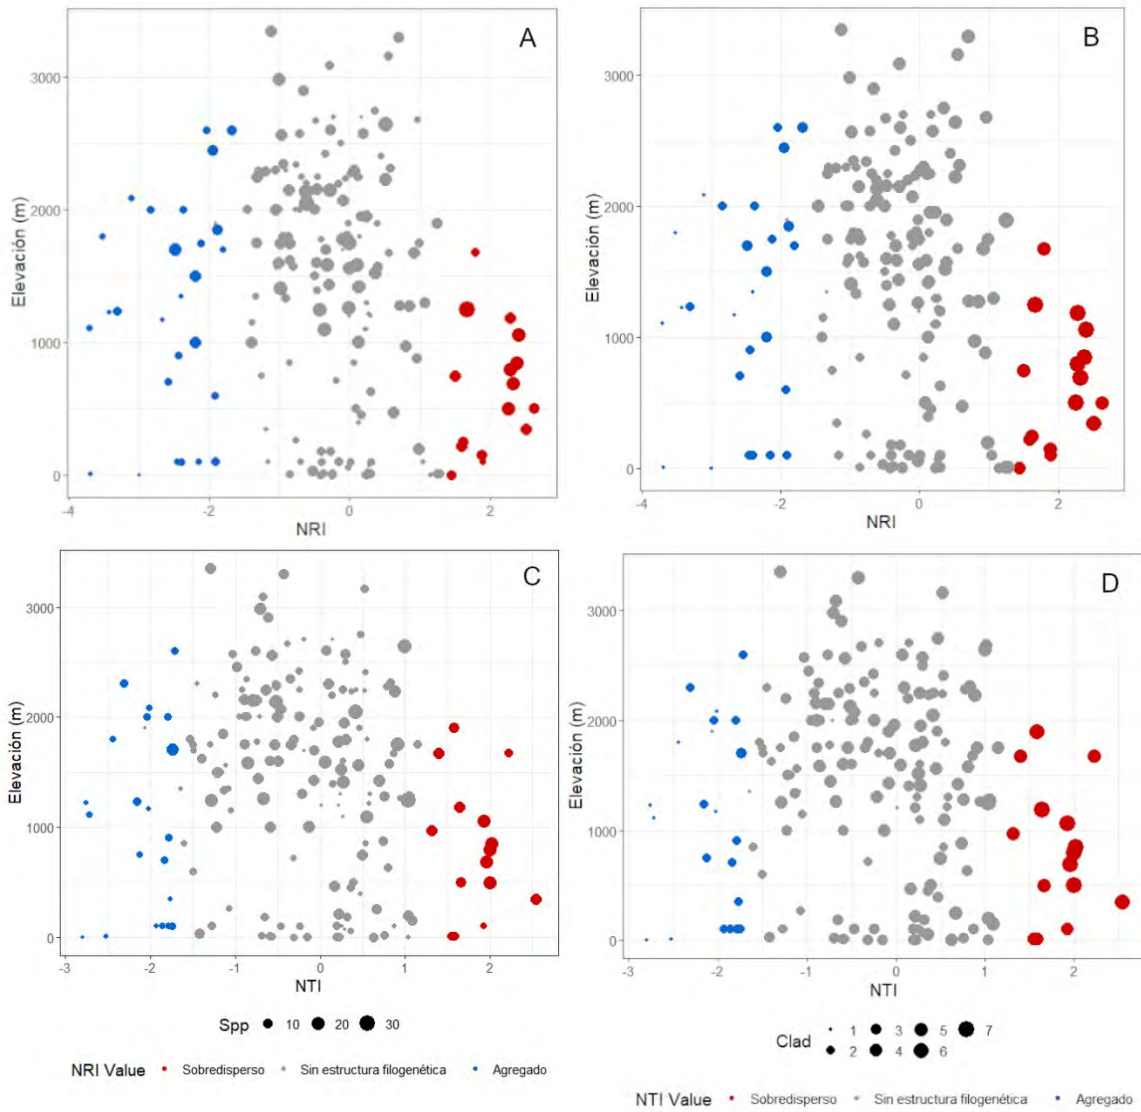 A
B
Elevación (m)
3000
2000
1000
0
-4
-2
0
2
NRI
Elevación (m)
3000
2000
1000
0
-4
-2
0
2
NRI
C
D
Elevación (m)
3000
2000
1000
0
-3
-2
-1
0
1
2
NTI
Elevación (m)
3000
2000
1000
0
-3
-2
-1
0
1
2
NTI
Spp 10 20 30
NRI Value Sobredisperso Sin estructura filogenética Agregado
Clad 1 3 5 7
2 4 6
NTI Value Sobredisperso Sin estructura filogenética Agregado